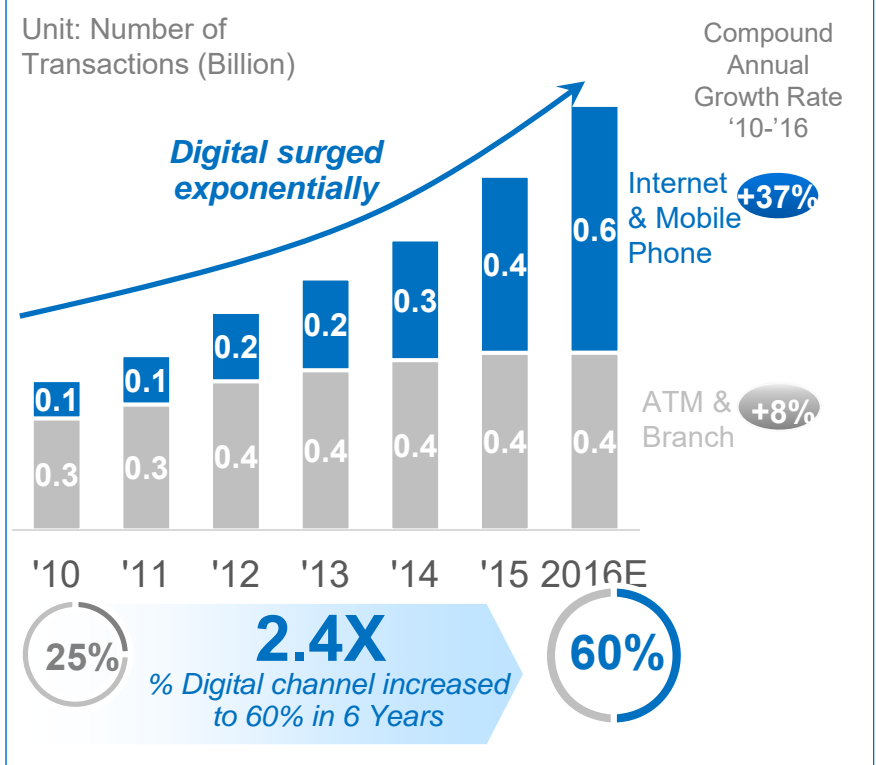 Unit: Number of
Transactions (Billion)
Compound
Annual
Growth Rate
‘10-’16
Digital surged
exponentially
Internet
& Mobile
Phone
+37%
ATM &
Branch
+8%
0.1
0.1
0.2
0.2
0.3
0.4
0.6
0.3
0.3
0.4
0.4
0.4
0.4
0.4
'10 '11 '12 '13 '14 '15 2016E
25%
2.4X
% Digital channel increased
to 60% in 6 Years
60%